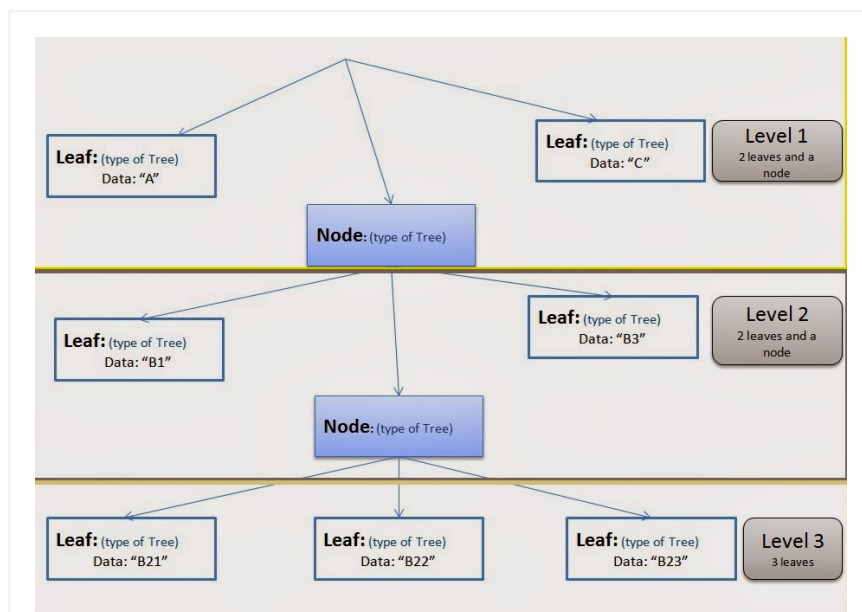 Leaf: (type of Tree)
Data: “A”
Leaf: (type of Tree)
Data: “C”
Level 1
2 leaves and a
node
Node: (type of Tree)
Leaf: (type of Tree)
Data: “B1”
Leaf: (type of Tree)
Data: “B3”
Level 2
2 leaves and a
node
Node: (type of Tree)
Leaf: (type of Tree)
Data: “B21”
Leaf: (type of Tree)
Data: “B22”
Leaf: (type of Tree)
Data: “B23”
Level 3
3 leaves